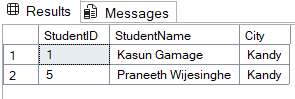 Results Messages
StudentID StudentName City
1 1 Kasun Gamage Kandy
2 5 Praneeth Wijesinghe Kandy